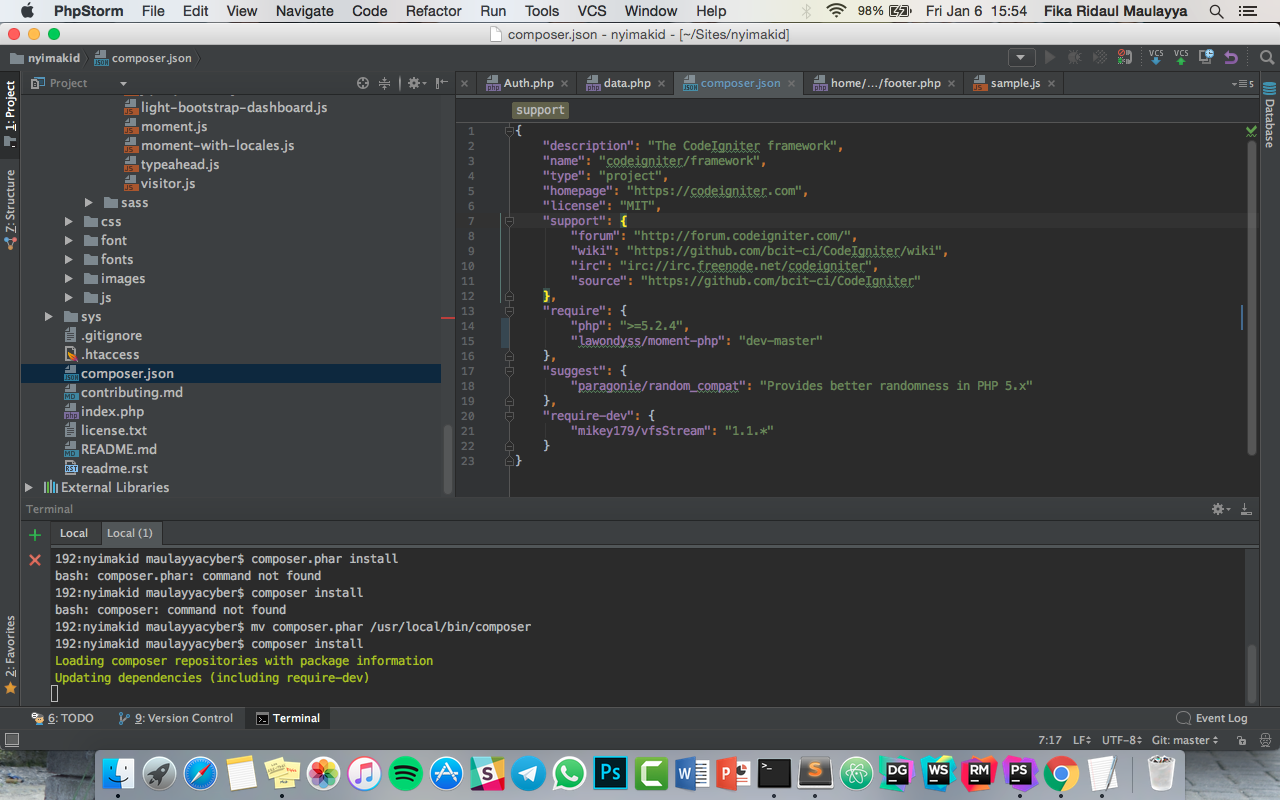 PhpStorm File Edit View Navigate Code Refactor Run Tools VCS Window Help 98% Fri Jan 6 15:54 Fika Ridaul Maulayya
composer.json - nyimakid - [~/Sites/nyimakid]
nyimakid composer.json VCS VCS
Project
Auth.php data.php composer.json home/.../footer.php sample.js 5
1: Project
Z: Structure
2: Favorites
Database
light-bootstrap-dashboard.js
moment.js
moment-with-locales.js
typeahead.js
visitor.js
sass
css
font
fonts
images
js
sys
.gitignore
.htaccess
composer.json
contributing.md
index.php
license.txt
README.md
readme.rst
External Libraries
support
1 {
2 "description": "The CodeIgniter framework",
3 "name": "codeigniter/framework",
4 "type": "project",
5 "homepage": "https://codeigniter.com",
6 "license": "MIT",
7 "support": {
8 "forum": "http://forum.codeigniter.com/",
9 "wiki": "https://github.com/bcit-ci/CodeIgniter/wiki",
10 "irc": "irc://irc.freenode.net/codeigniter",
11 "source": "https://github.com/bcit-ci/CodeIgniter"
12 },
13 "require": {
14 "php": ">=5.2.4",
15 "lawondyss/moment-php": "dev-master"
16 },
17 "suggest": {
18 "paragonie/random_compat": "Provides better randomness in PHP 5.x"
19 },
20 "require-dev": {
21 "mikey179/vfsStream": "1.1.*"
22 }
23 }
Terminal
Local Local (1)
192:nyimakid maulayyacyber$ composer.phar install
bash: composer.phar: command not found
192:nyimakid maulayyacyber$ composer install
bash: composer: command not found
192:nyimakid maulayyacyber$ mv composer.phar /usr/local/bin/composer
192:nyimakid maulayyacyber$ composer install
Loading composer repositories with package information
Updating dependencies (including require-dev)
6: TODO 9: Version Control Terminal Event Log
7:17 LF UTF-8 Git: master
Ps W P S DG WS RM PS